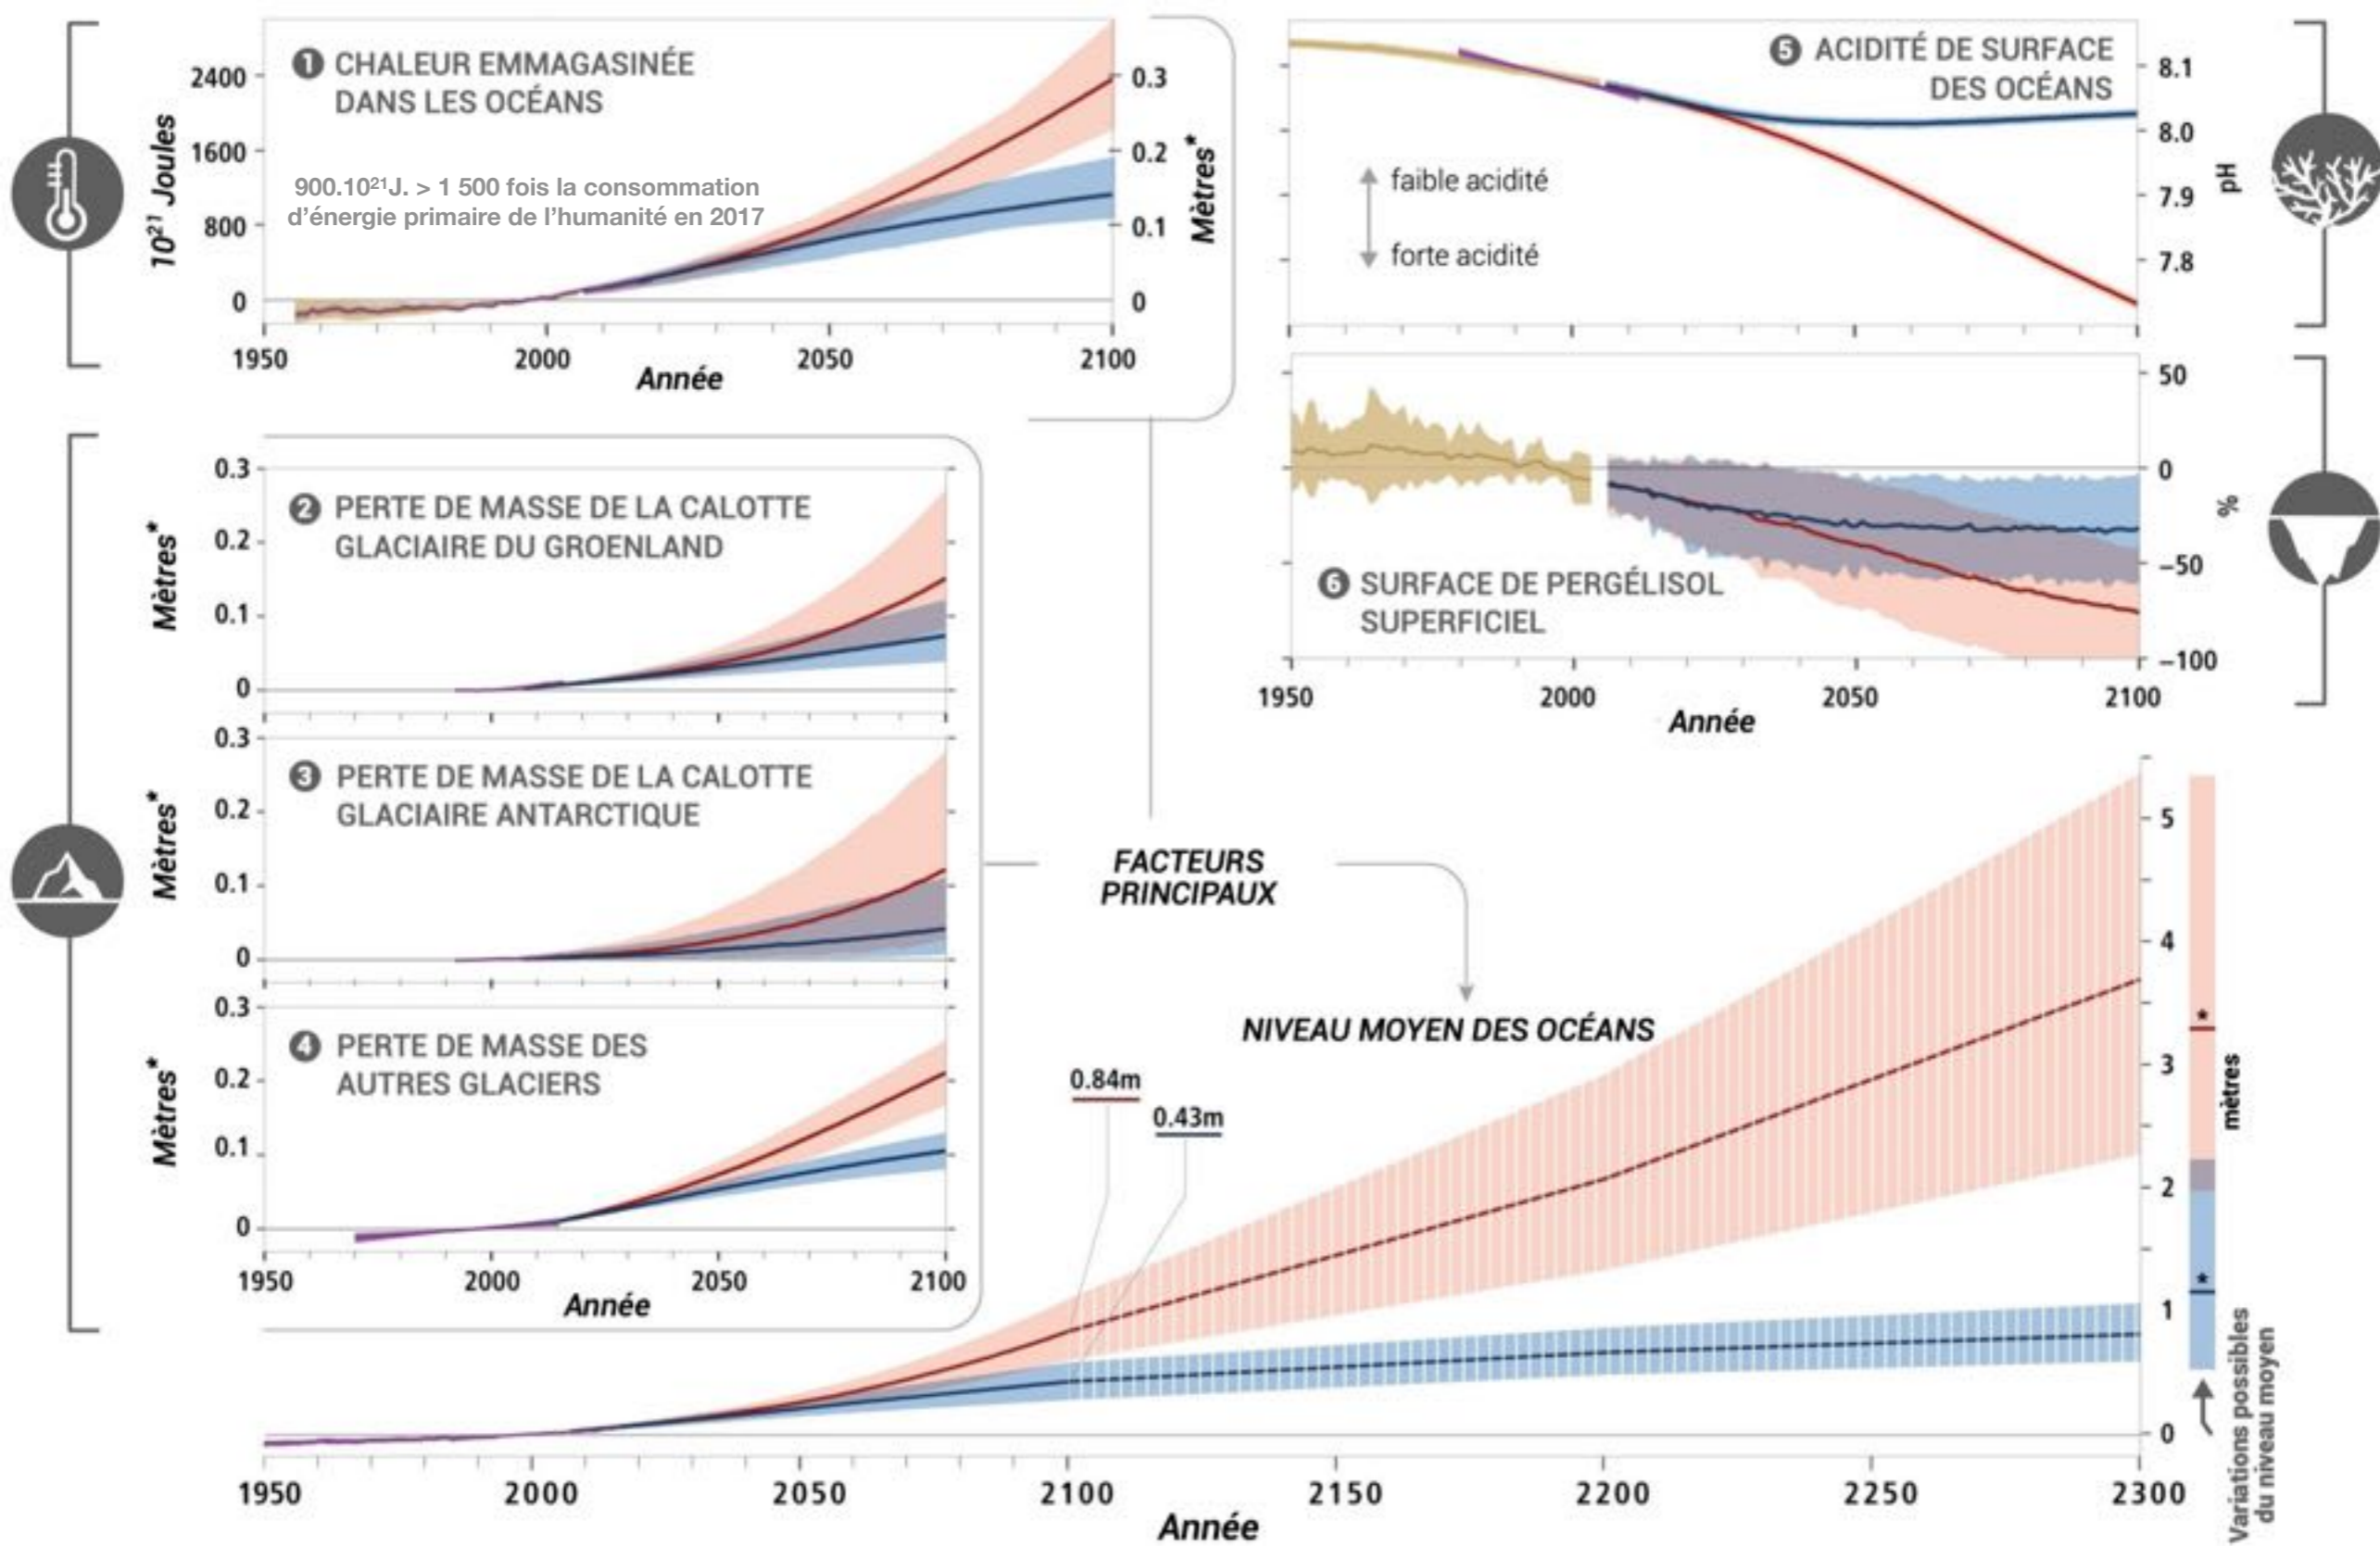 ❶ CHALEUR EMMAGASINÉE
DANS LES OCÉANS
10²¹ Joules
2400
1600
800
0
900.10²¹J. > 1 500 fois la consommation
d'énergie primaire de l'humanité en 2017
0.3
0.2
0.1
0
Mètres*
1950 2000 2050 2100
Année
❺ ACIDITÉ DE SURFACE
DES OCÉANS
faible acidité
forte acidité
8.1
8.0
7.9
7.8
pH
❻ SURFACE DE PERGÉLISOL
SUPERFICIEL
50
0
−50
−100
%
1950 2000 2050 2100
Année
❷ PERTE DE MASSE DE LA CALOTTE
GLACIAIRE DU GROENLAND
Mètres*
0.3
0.2
0.1
0
❸ PERTE DE MASSE DE LA CALOTTE
GLACIAIRE ANTARCTIQUE
Mètres*
0.3
0.2
0.1
0
❹ PERTE DE MASSE DES
AUTRES GLACIERS
Mètres*
0.3
0.2
0.1
0
1950 2000 2050 2100
Année
FACTEURS
PRINCIPAUX
NIVEAU MOYEN DES OCÉANS
0.84m
0.43m
5
4
3
2
1
0
mètres
*
*
Variations possibles
du niveau moyen
1950 2000 2050 2100 2150 2200 2250 2300
Année